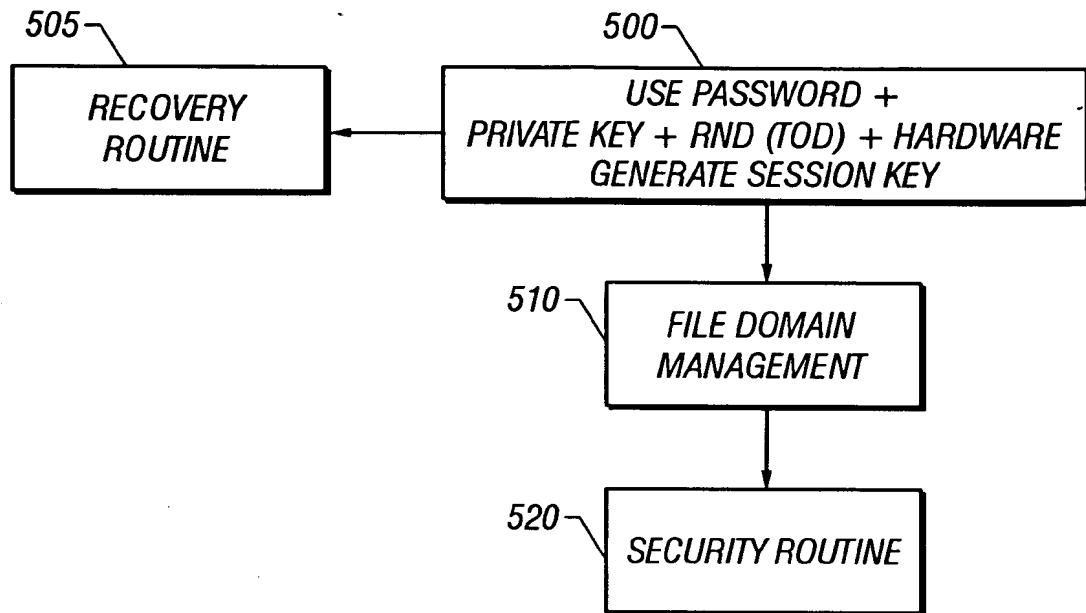 505
RECOVERY
ROUTINE
500
USE PASSWORD +
PRIVATE KEY + RND (TOD) + HARDWARE
GENERATE SESSION KEY
510
FILE DOMAIN
MANAGEMENT
520
SECURITY ROUTINE